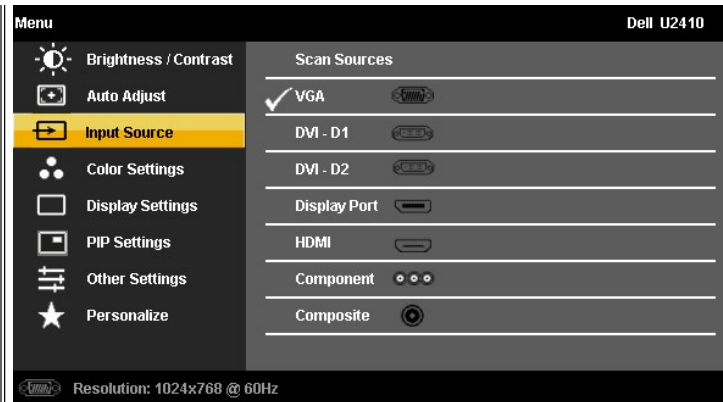 Menu Dell U2410
Brightness / Contrast Scan Sources
Auto Adjust VGA
Input Source DVI - D1
Color Settings DVI - D2
Display Settings Display Port
PIP Settings HDMI
Other Settings Component
Personalize Composite
Resolution: 1024x768 @ 60Hz